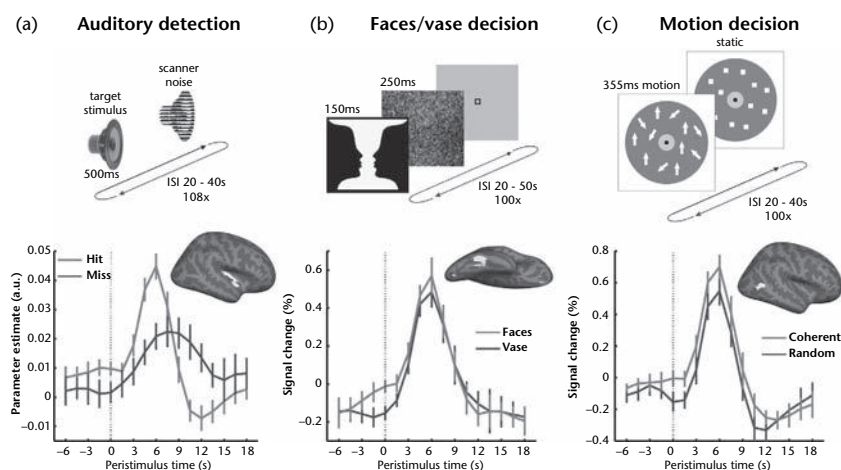 (a) Auditory detection
target
stimulus
scanner
noise
500ms
ISI 20 - 40s
108x
Parameter estimate (a.u.)
0.05
0.04
0.03
0.02
0.01
0
−0.01
Hit
Miss
−6 −3 0 3 6 9 12 15 18
Peristimulus time (s)
(b) Faces/vase decision
150ms
250ms
ISI 20 - 50s
100x
Signal change (%)
0.6
0.4
0.2
0
−0.2
Faces
Vase
−6 −3 0 3 6 9 12 15 18
Peristimulus time (s)
(c) Motion decision
static
355ms motion
ISI 20 - 40s
100x
Signal change (%)
0.8
0.6
0.4
0.2
0
−0.2
−0.4
Coherent
Random
−6 −3 0 3 6 9 12 15 18
Peristimulus time (s)